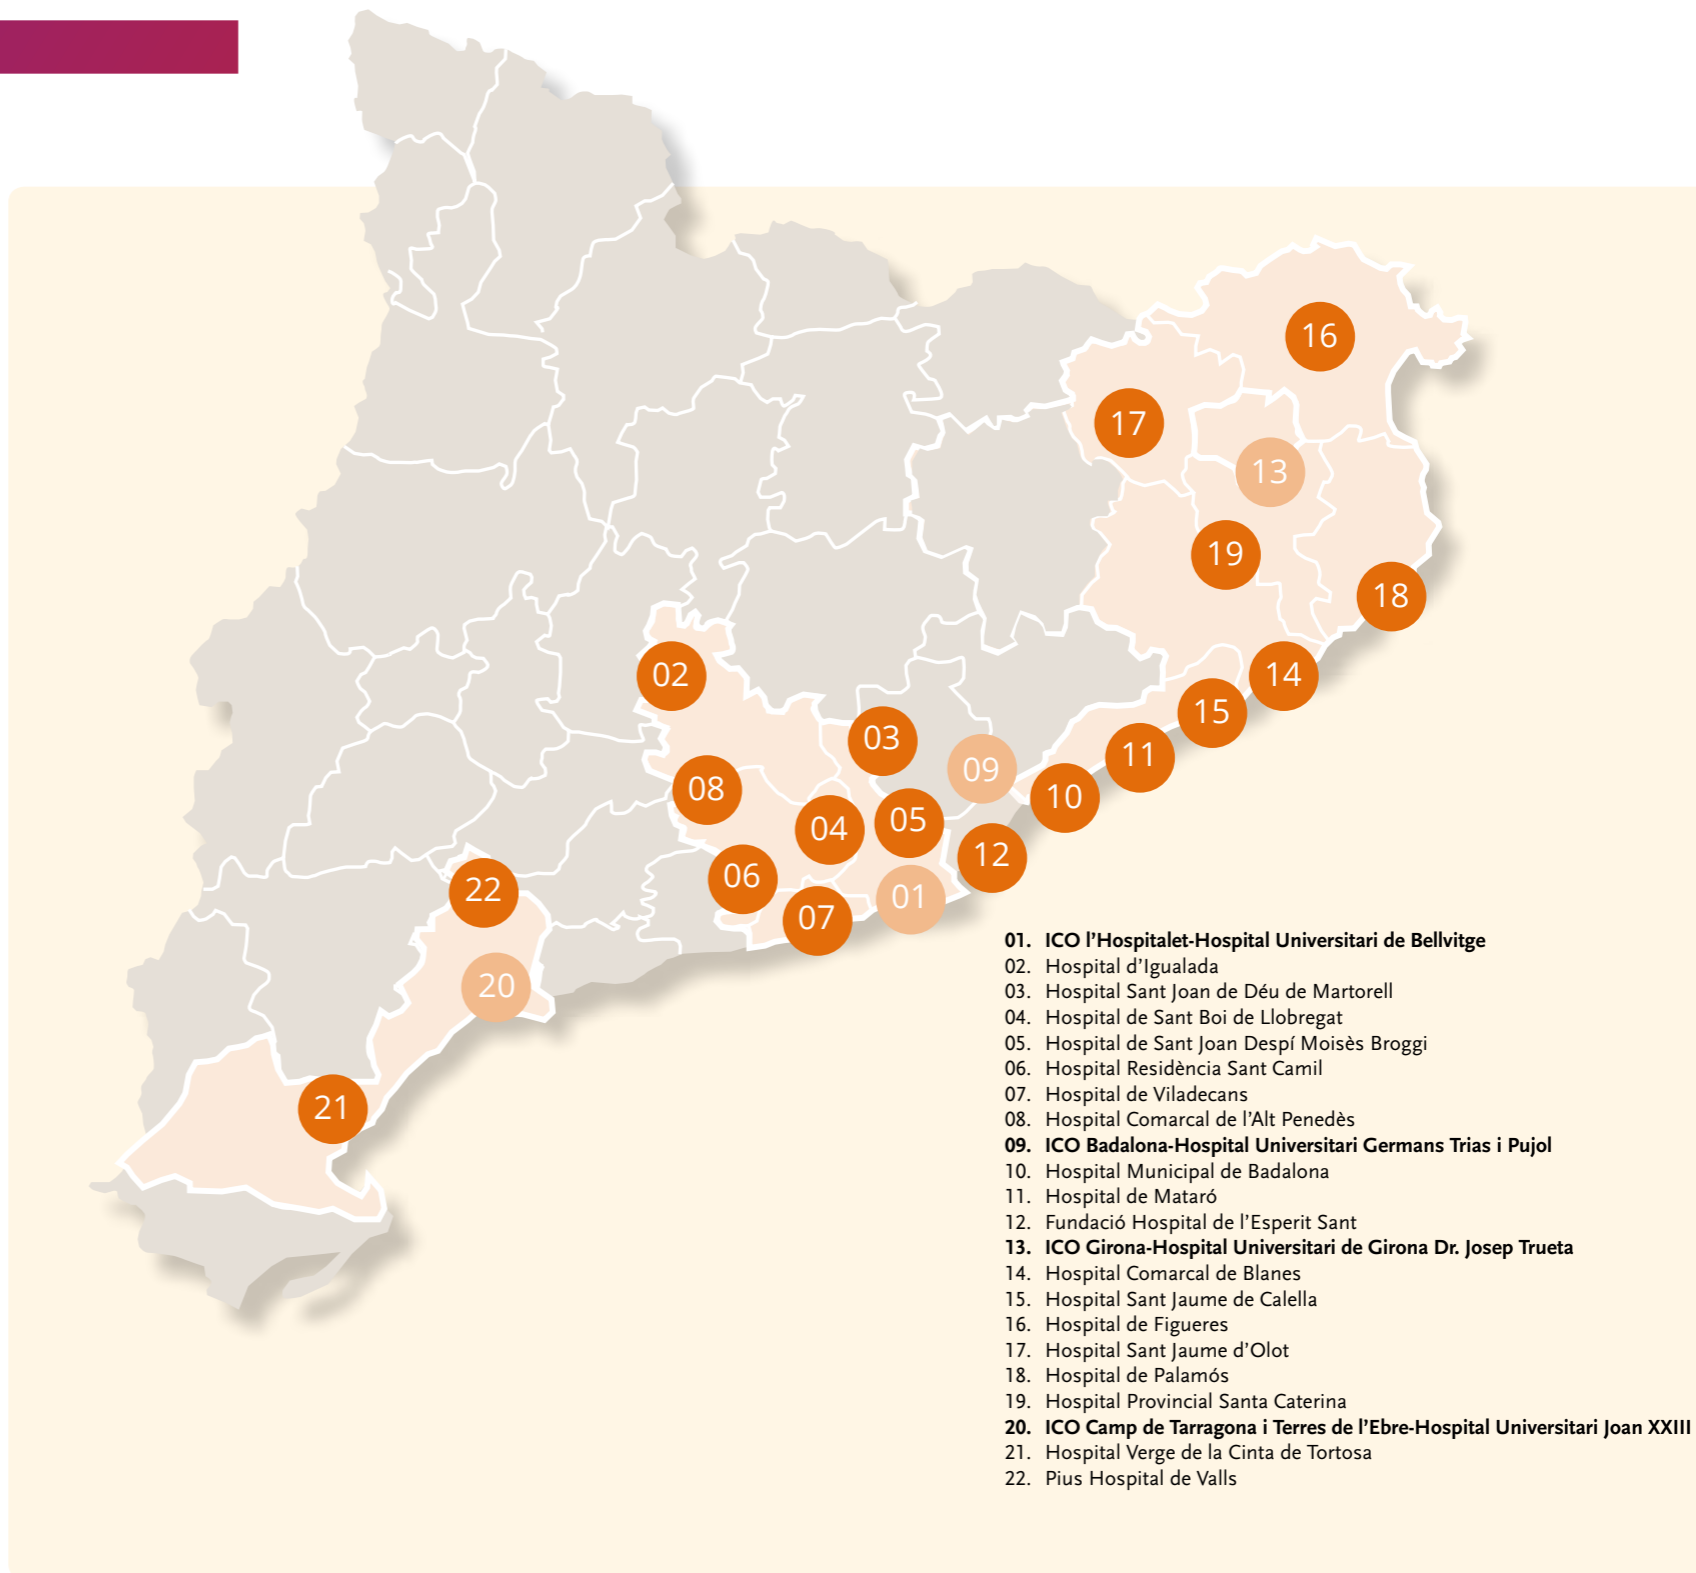 16
17
13
19
18
02
14
15
03
11
09
08
10
05
04
12
06
22
01
07
20
21
01. ICO l’Hospitalet-Hospital Universitari de Bellvitge
02. Hospital d’Igualada
03. Hospital Sant Joan de Déu de Martorell
04. Hospital de Sant Boi de Llobregat
05. Hospital de Sant Joan Despí Moisès Broggi
06. Hospital Residència Sant Camil
07. Hospital de Viladecans
08. Hospital Comarcal de l’Alt Penedès
09. ICO Badalona-Hospital Universitari Germans Trias i Pujol
10. Hospital Municipal de Badalona
11. Hospital de Mataró
12. Fundació Hospital de l’Esperit Sant
13. ICO Girona-Hospital Universitari de Girona Dr. Josep Trueta
14. Hospital Comarcal de Blanes
15. Hospital Sant Jaume de Calella
16. Hospital de Figueres
17. Hospital Sant Jaume d’Olot
18. Hospital de Palamós
19. Hospital Provincial Santa Caterina
20. ICO Camp de Tarragona i Terres de l’Ebre-Hospital Universitari Joan XXIII
21. Hospital Verge de la Cinta de Tortosa
22. Pius Hospital de Valls